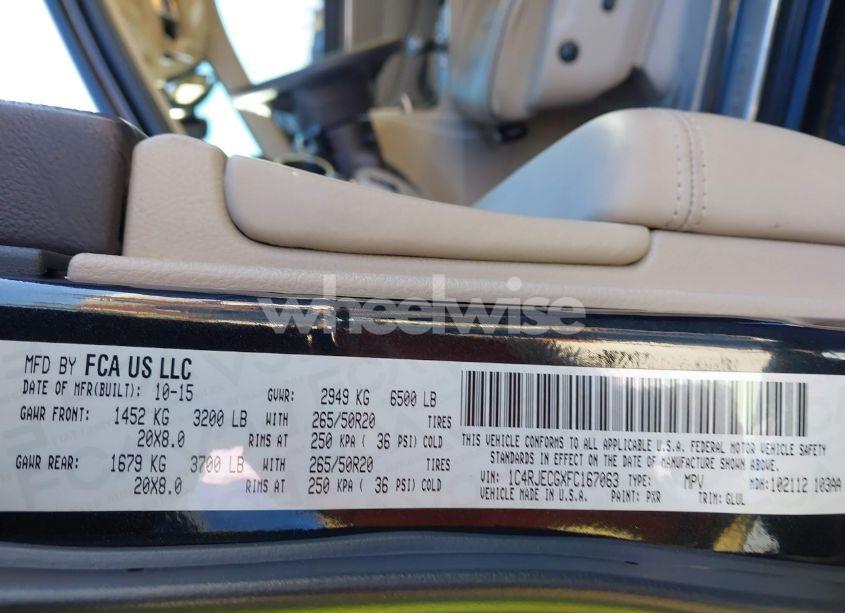 wheelwise
MFD BY FCA US LLC
DATE OF MFR(BUILT): 10-15 GVWR: 2949 KG 6500 LB
GAWR FRONT: 1452 KG 3200 LB WITH 265/50R20 TIRES
20X8.0 RIMS AT 250 KPA ( 36 PSI) COLD
GAWR REAR: 1679 KG 3700 LB WITH 265/50R20 TIRES
20X8.0 RIMS AT 250 KPA ( 36 PSI) COLD
THIS VEHICLE CONFORMS TO ALL APPLICABLE U.S.A. FEDERAL MOTOR VEHICLE SAFETY
STANDARDS IN EFFECT ON THE DATE OF MANUFACTURE SHOWN ABOVE.
VIN: 1C4RJECGXFC167063 TYPE: MPV MDH: 102112 103AA
VEHICLE MADE IN U.S.A. PAINT: PXR TRIM: GLUL